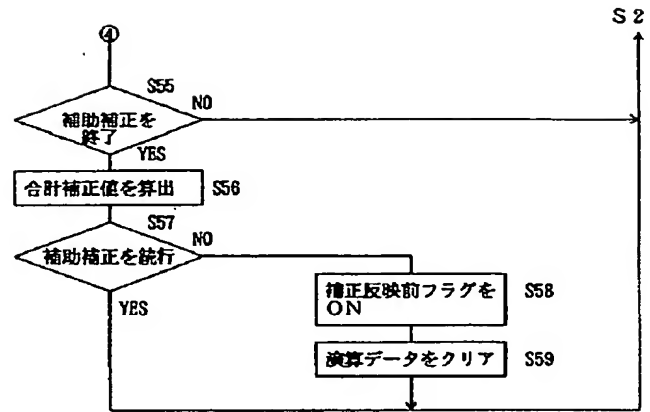 S2
④
S55
NO
補助補正を
終了
YES
合計補正値を算出
S56
S57
NO
補助補正を続行
YES
補正反映前フラグを
ON
S58
演算データをクリア
S59